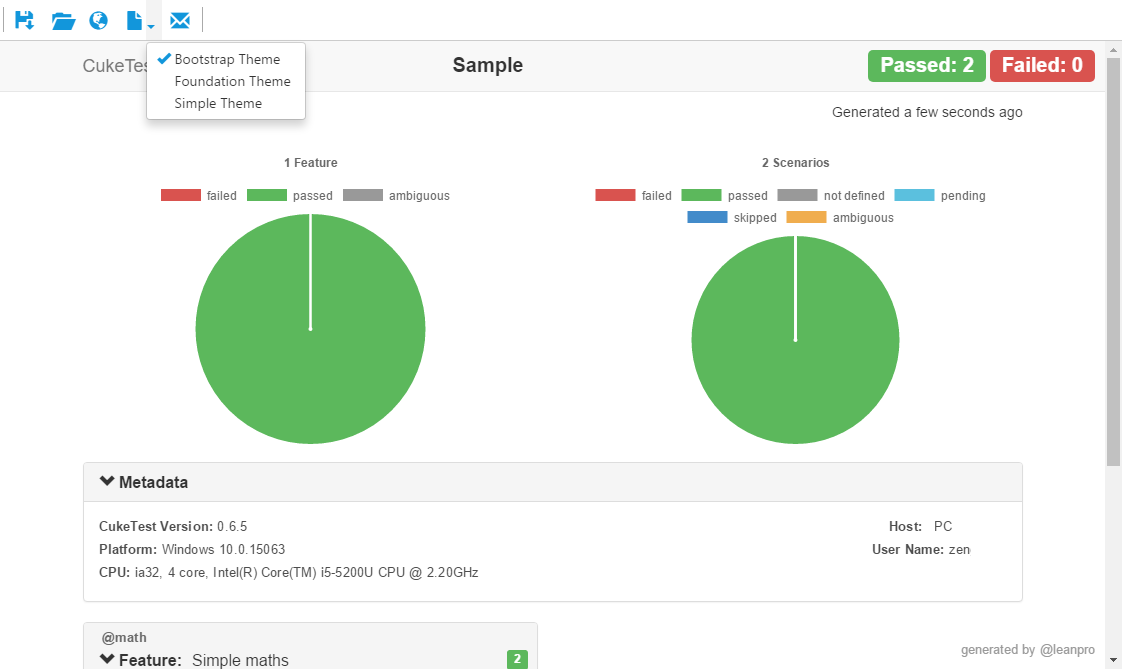 Bootstrap Theme
Foundation Theme
Simple Theme
CukeTes
Sample
Passed: 2 Failed: 0
Generated a few seconds ago
1 Feature
failed passed ambiguous
2 Scenarios
failed passed not defined pending
skipped ambiguous
Metadata
CukeTest Version: 0.6.5
Platform: Windows 10.0.15063
CPU: ia32, 4 core, Intel(R) Core(TM) i5-5200U CPU @ 2.20GHz
Host: PC
User Name: zen
@math
Feature: Simple maths 2
generated by @leanpro